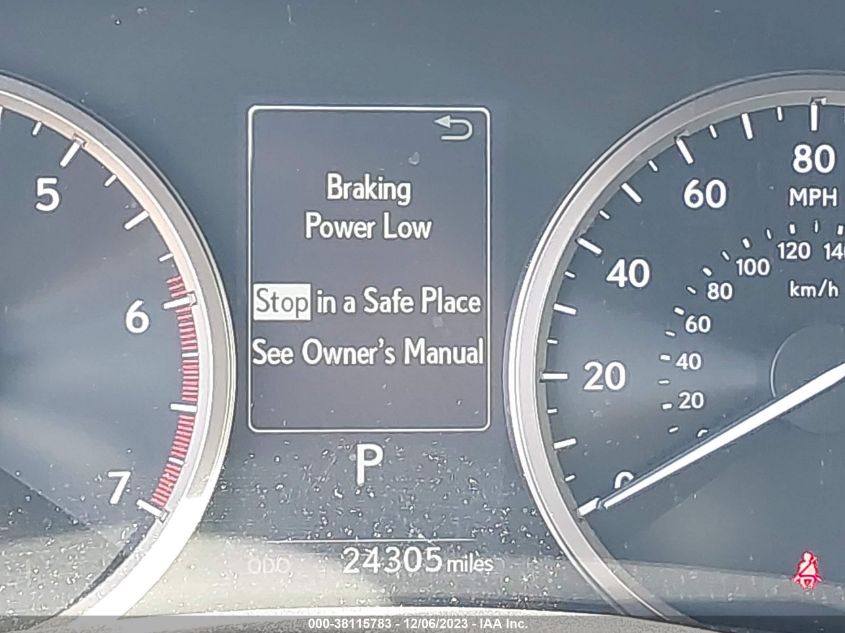 Braking
Power Low
Stop in a Safe Place
See Owner's Manual
P
ODO 24305 miles
5
6
7
80
MPH
60
40
20
0
120
100
80
km/h
60
40
20
000-38115783 - 12/06/2023 - IAA Inc.